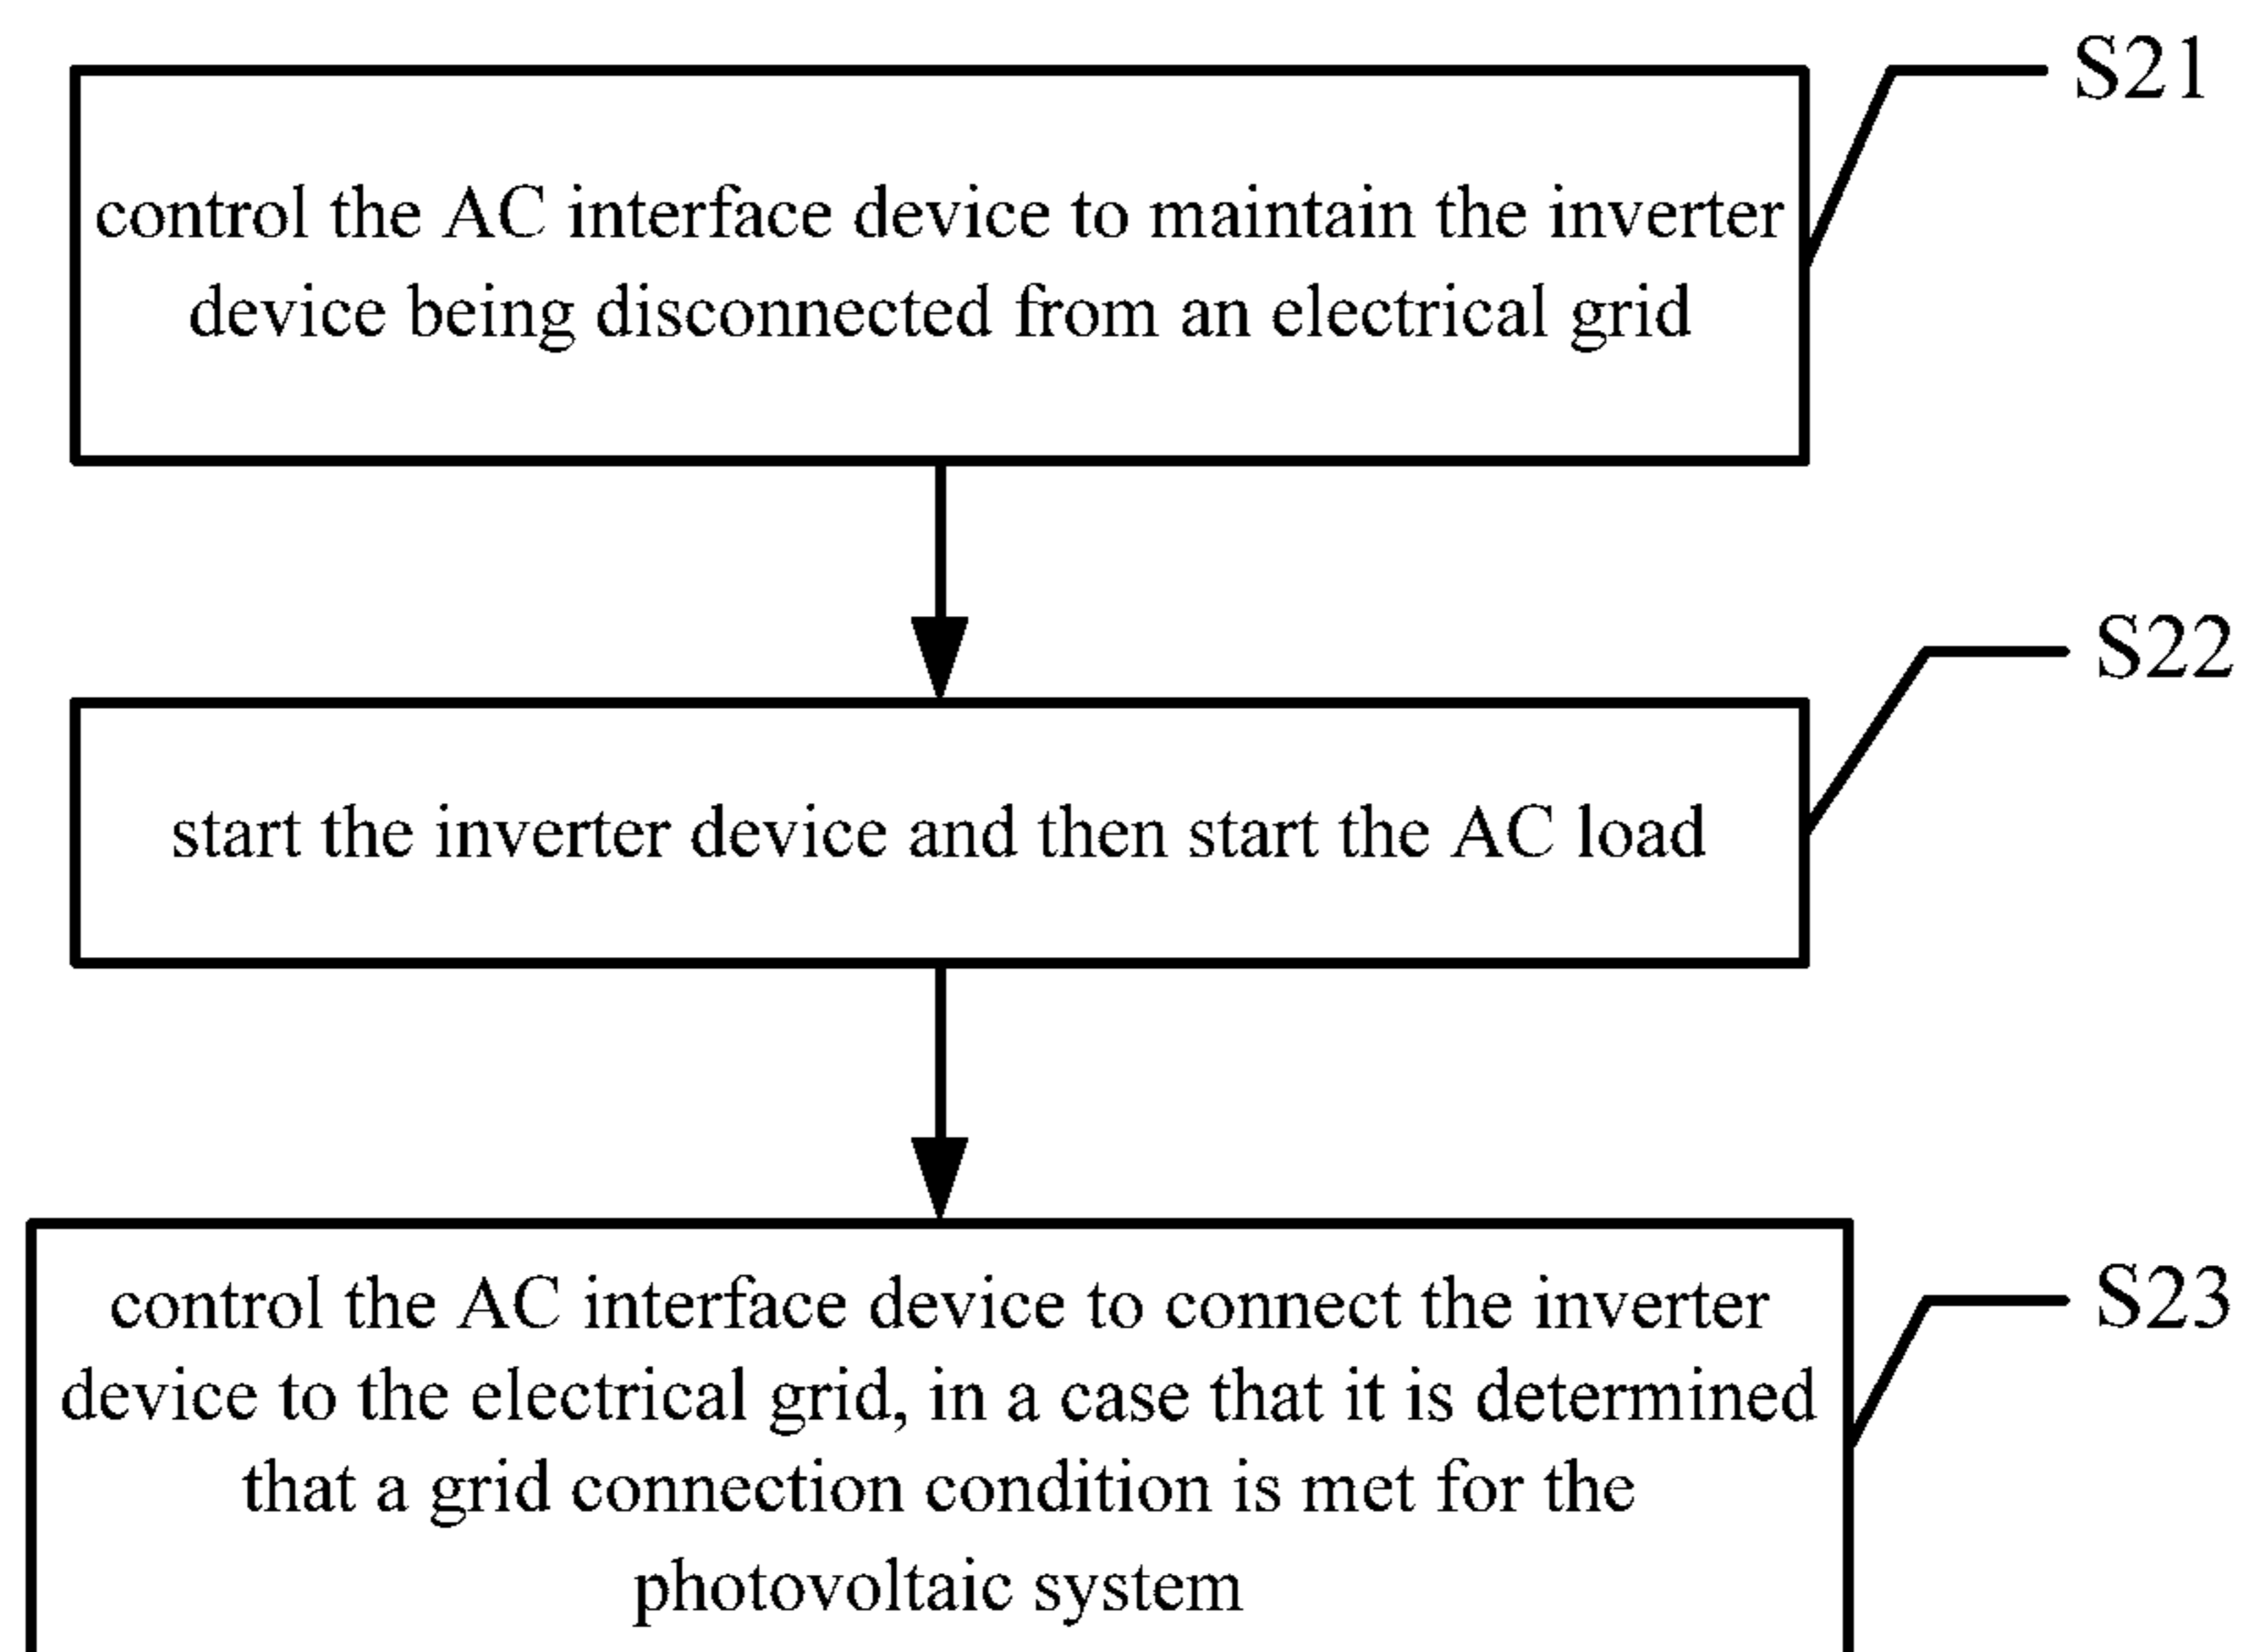 S21
control the AC interface device to maintain the inverter
device being disconnected from an electrical grid
S22
start the inverter device and then start the AC load
S23
control the AC interface device to connect the inverter
device to the electrical grid, in a case that it is determined
that a grid connection condition is met for the
photovoltaic system